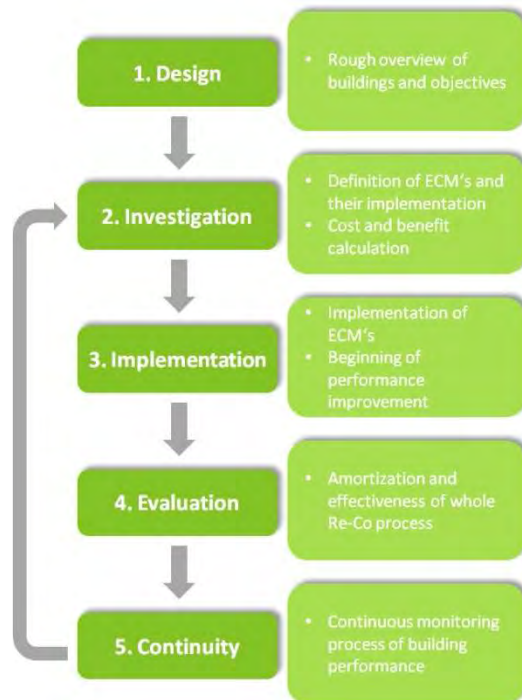 1. Design
• Rough overview of
buildings and objectives
2. Investigation
• Definition of ECM's and
their implementation
• Cost and benefit
calculation
3. Implementation
• Implementation of
ECM's
• Beginning of
performance
improvement
4. Evaluation
• Amortization and
effectiveness of whole
Re-Co process
5. Continuity
• Continuous monitoring
process of building
performance